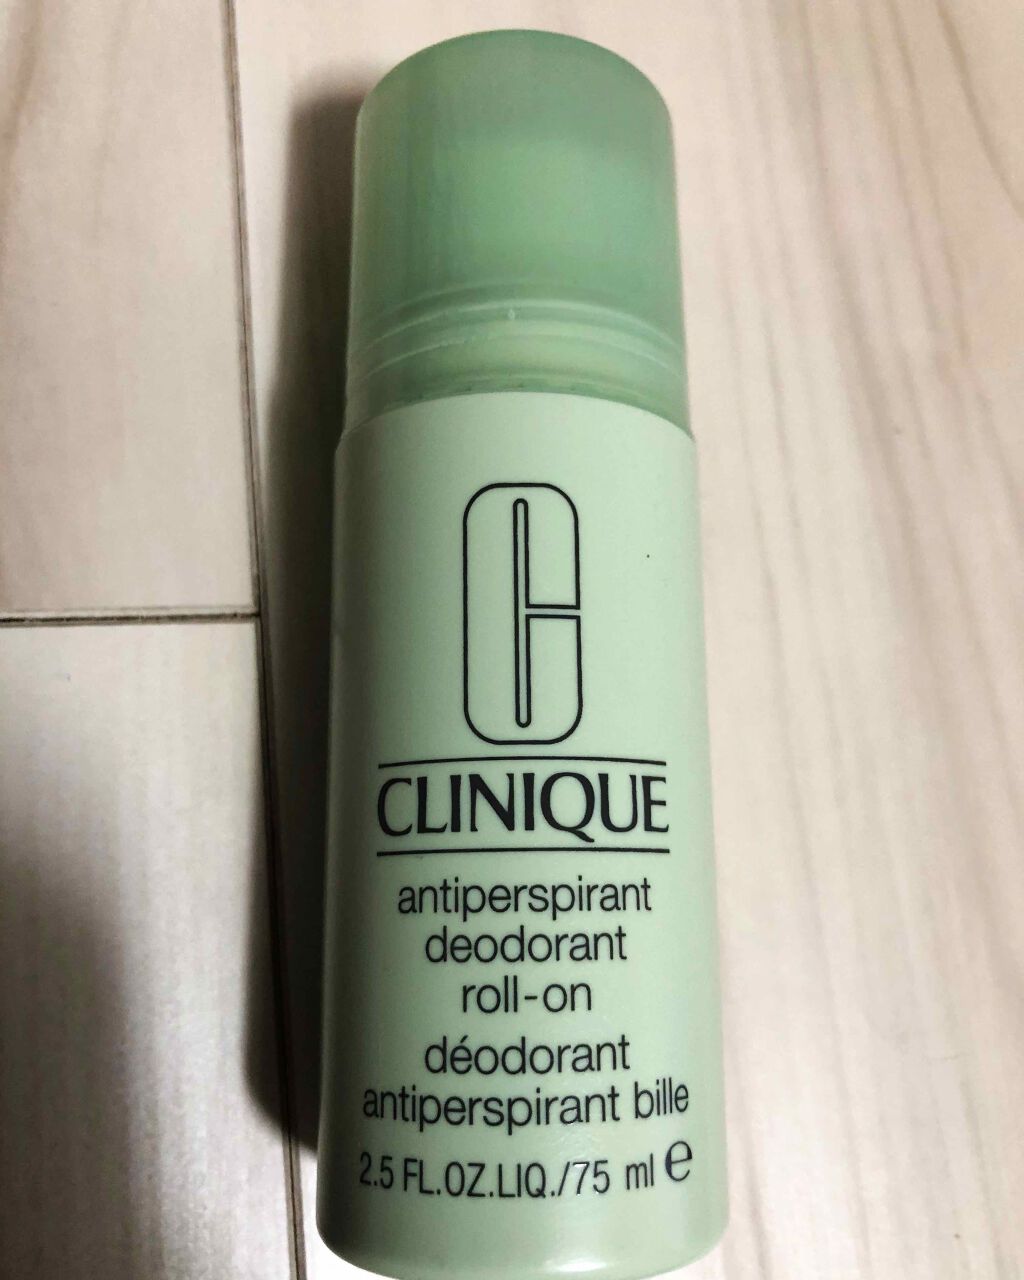 C
CLINIQUE
antiperspirant
deodorant
roll-on
déodorant
antiperspirant bille
2.5 FL.OZ.LIQ./75 ml e